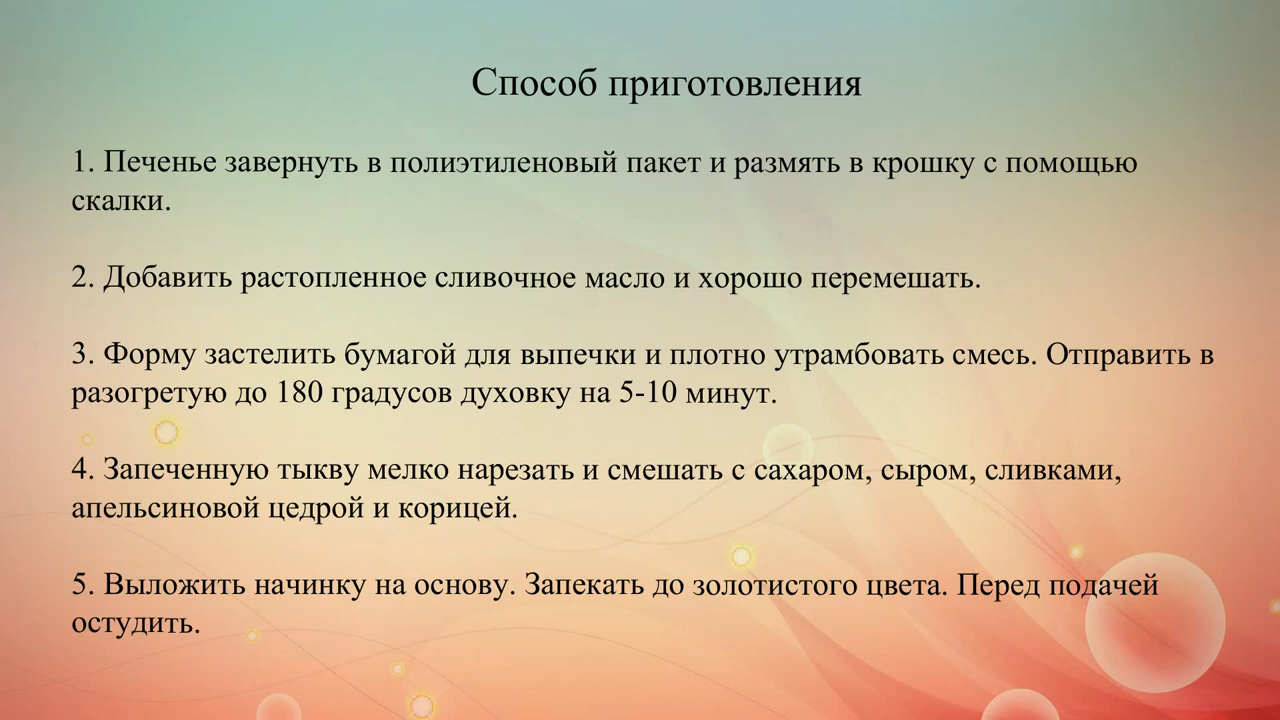 Способ приготовления
1. Печенье завернуть в полиэтиленовый пакет и размять в крошку с помощью
скалки.
2. Добавить растопленное сливочное масло и хорошо перемешать.
3. Форму застелить бумагой для выпечки и плотно утрамбовать смесь. Отправить в
разогретую до 180 градусов духовку на 5-10 минут.
4. Запеченную тыкву мелко нарезать и смешать с сахаром, сыром, сливками,
апельсиновой цедрой и корицей.
5. Выложить начинку на основу. Запекать до золотистого цвета. Перед подачей
остудить.